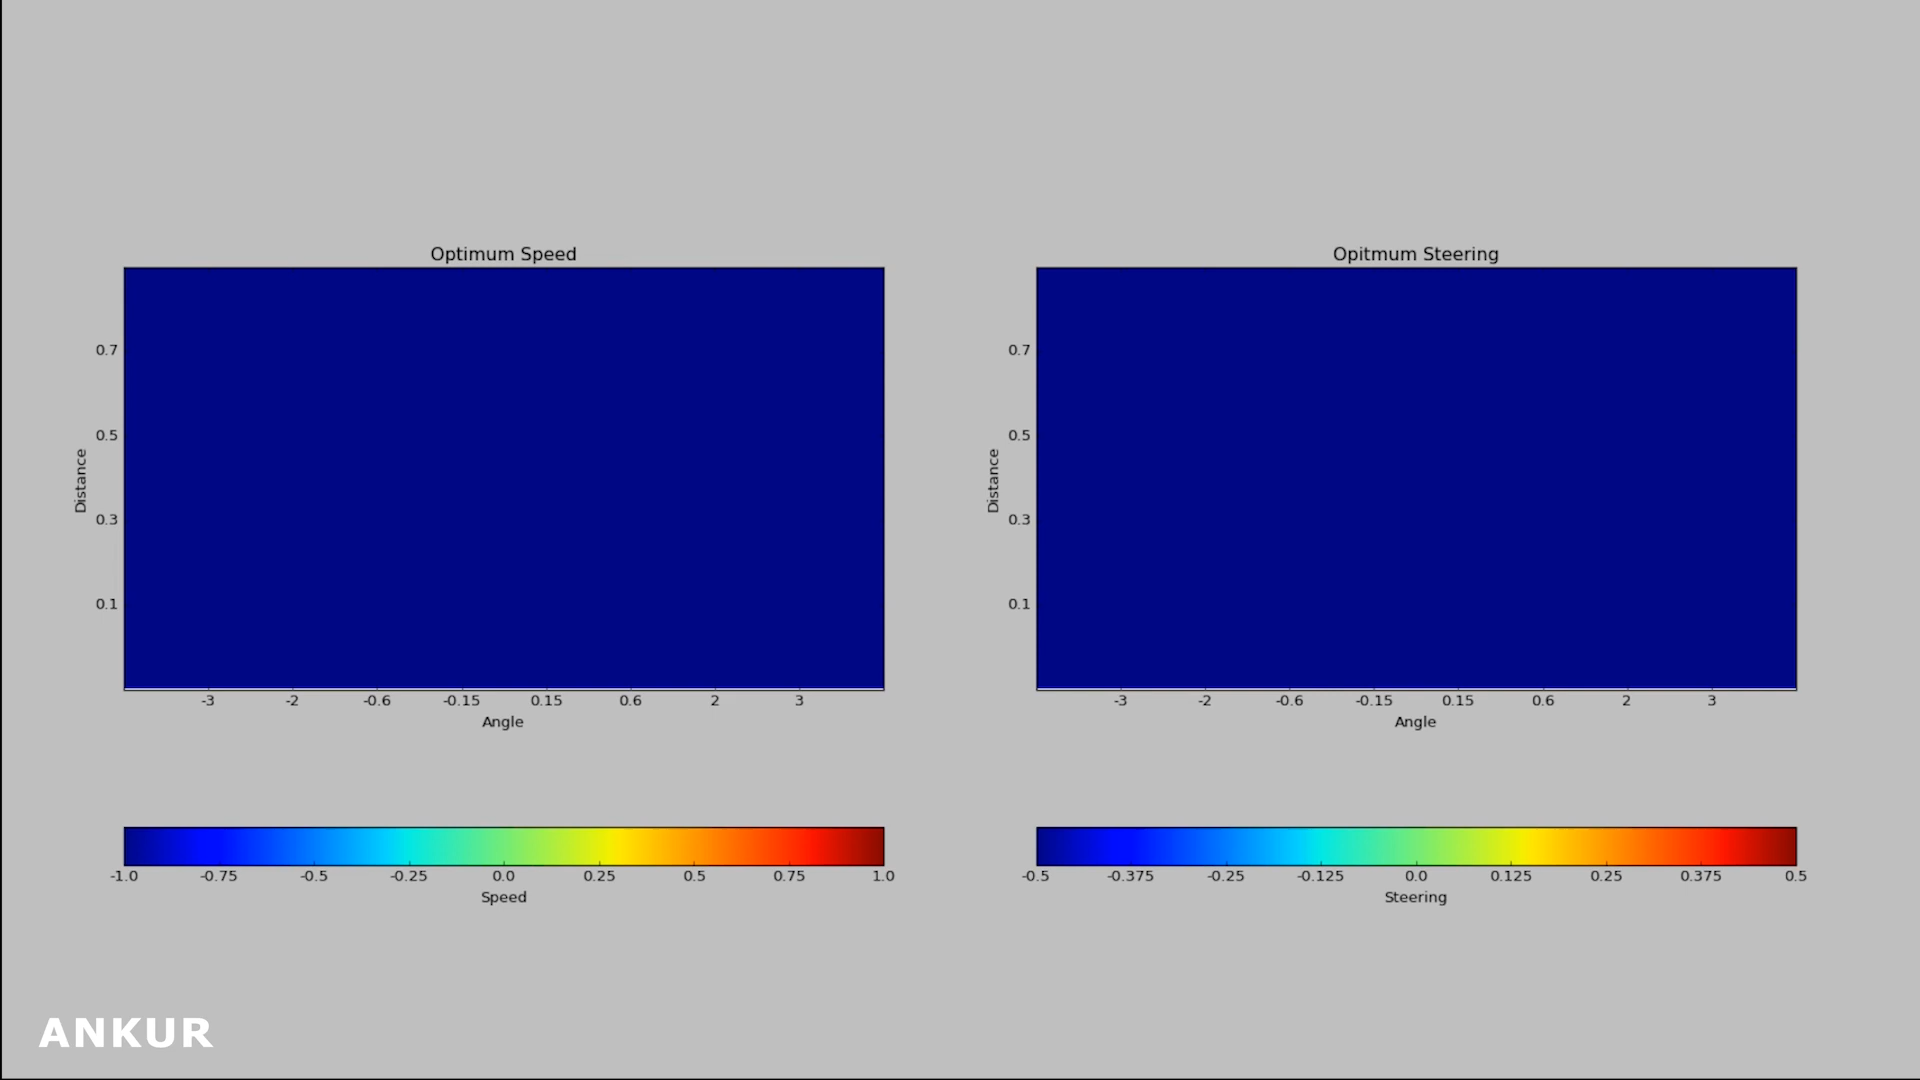 Optimum Speed
0.7
0.5
0.3
0.1
Distance
-3 -2 -0.6 -0.15 0.15 0.6 2 3
Angle
-1.0 -0.75 -0.5 -0.25 0.0 0.25 0.5 0.75 1.0
Speed
Opitmum Steering
0.7
0.5
0.3
0.1
Distance
-3 -2 -0.6 -0.15 0.15 0.6 2 3
Angle
-0.5 -0.375 -0.25 -0.125 0.0 0.125 0.25 0.375 0.5
Steering
ANKUR